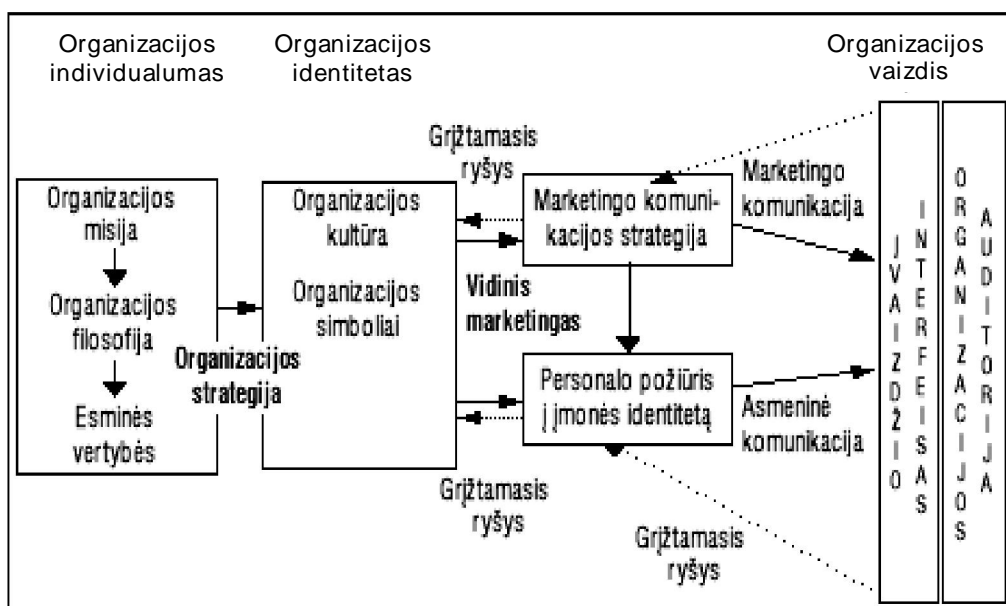 Organizacijos
individualumas
Organizacijos
identitetas
Organizacijos
vaizdis
Organizacijos
misija
Organizacijos
filosofija
Esminės
vertybės
Organizacijos
strategija
Organizacijos
kultūra
Organizacijos
simboliai
Grįžtamasis
ryšys
Vidinis
marketingas
Grįžtamasis
ryšys
Marketingo komuni-
kacijos strategija
Personalo požiūris
į įmonės identitetą
Marketingo
komunikacija
Asmeninė
komunikacija
Grįžtamasis
ryšys
ĮVAIZDŽIO
INTERFEISAS
ORGANIZACIJOS
AUDITORIJA